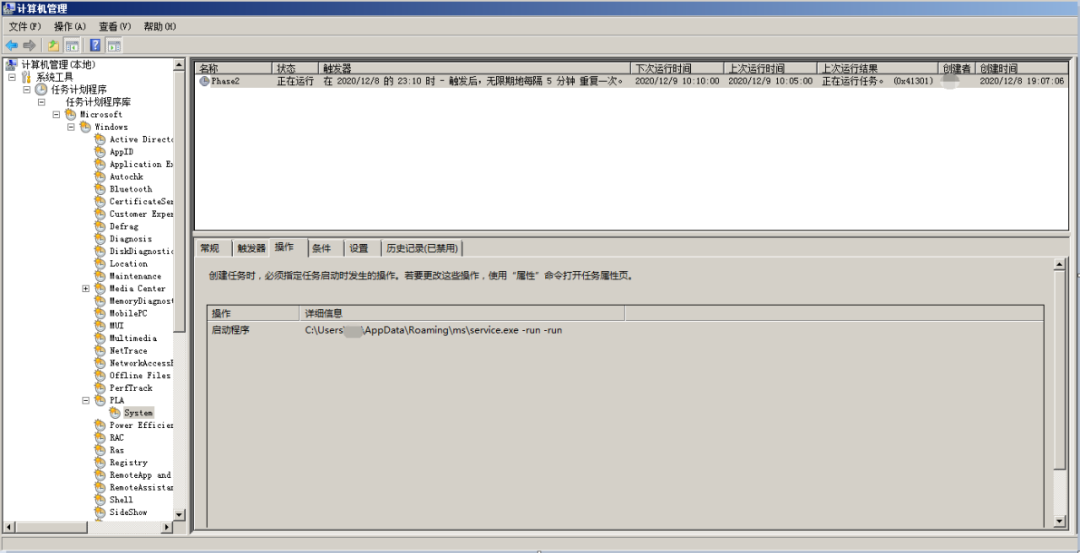 计算机管理
文件(F) 操作(A) 查看(V) 帮助(H)
计算机管理(本地)
系统工具
任务计划程序
任务计划程序库
Microsoft
Windows
Active Directo
AppID
Application Ex
Autochk
Bluetooth
CertificateSer
Customer Exper
Defrag
Diagnosis
DiskDiagnostic
Location
Maintenance
Media Center
MemoryDiagnost
MobilePC
MUI
Multimedia
NetTrace
NetworkAccessP
Offline Files
PerfTrack
PLA
System
Power Efficien
RAC
Ras
Registry
RemoteApp and
RemoteAssistan
Shell
SideShow
名称 状态 触发器 下次运行时间 上次运行时间 上次运行结果 创建者 创建时间
Phase2 正在运行 在 2020/12/8 的 23:10 时 - 触发后，无限期地每隔 5 分钟 重复一次。 2020/12/9 10:10:00 2020/12/9 10:05:00 正在运行任务。 (0x41301) 2020/12/8 19:07:06
常规 触发器 操作 条件 设置 历史记录(已禁用)
创建任务时，必须指定任务启动时发生的操作。若要更改这些操作，使用“属性”命令打开任务属性页。
操作 详细信息
启动程序 C:\Users\ \AppData\Roaming\ms\service.exe -run -run